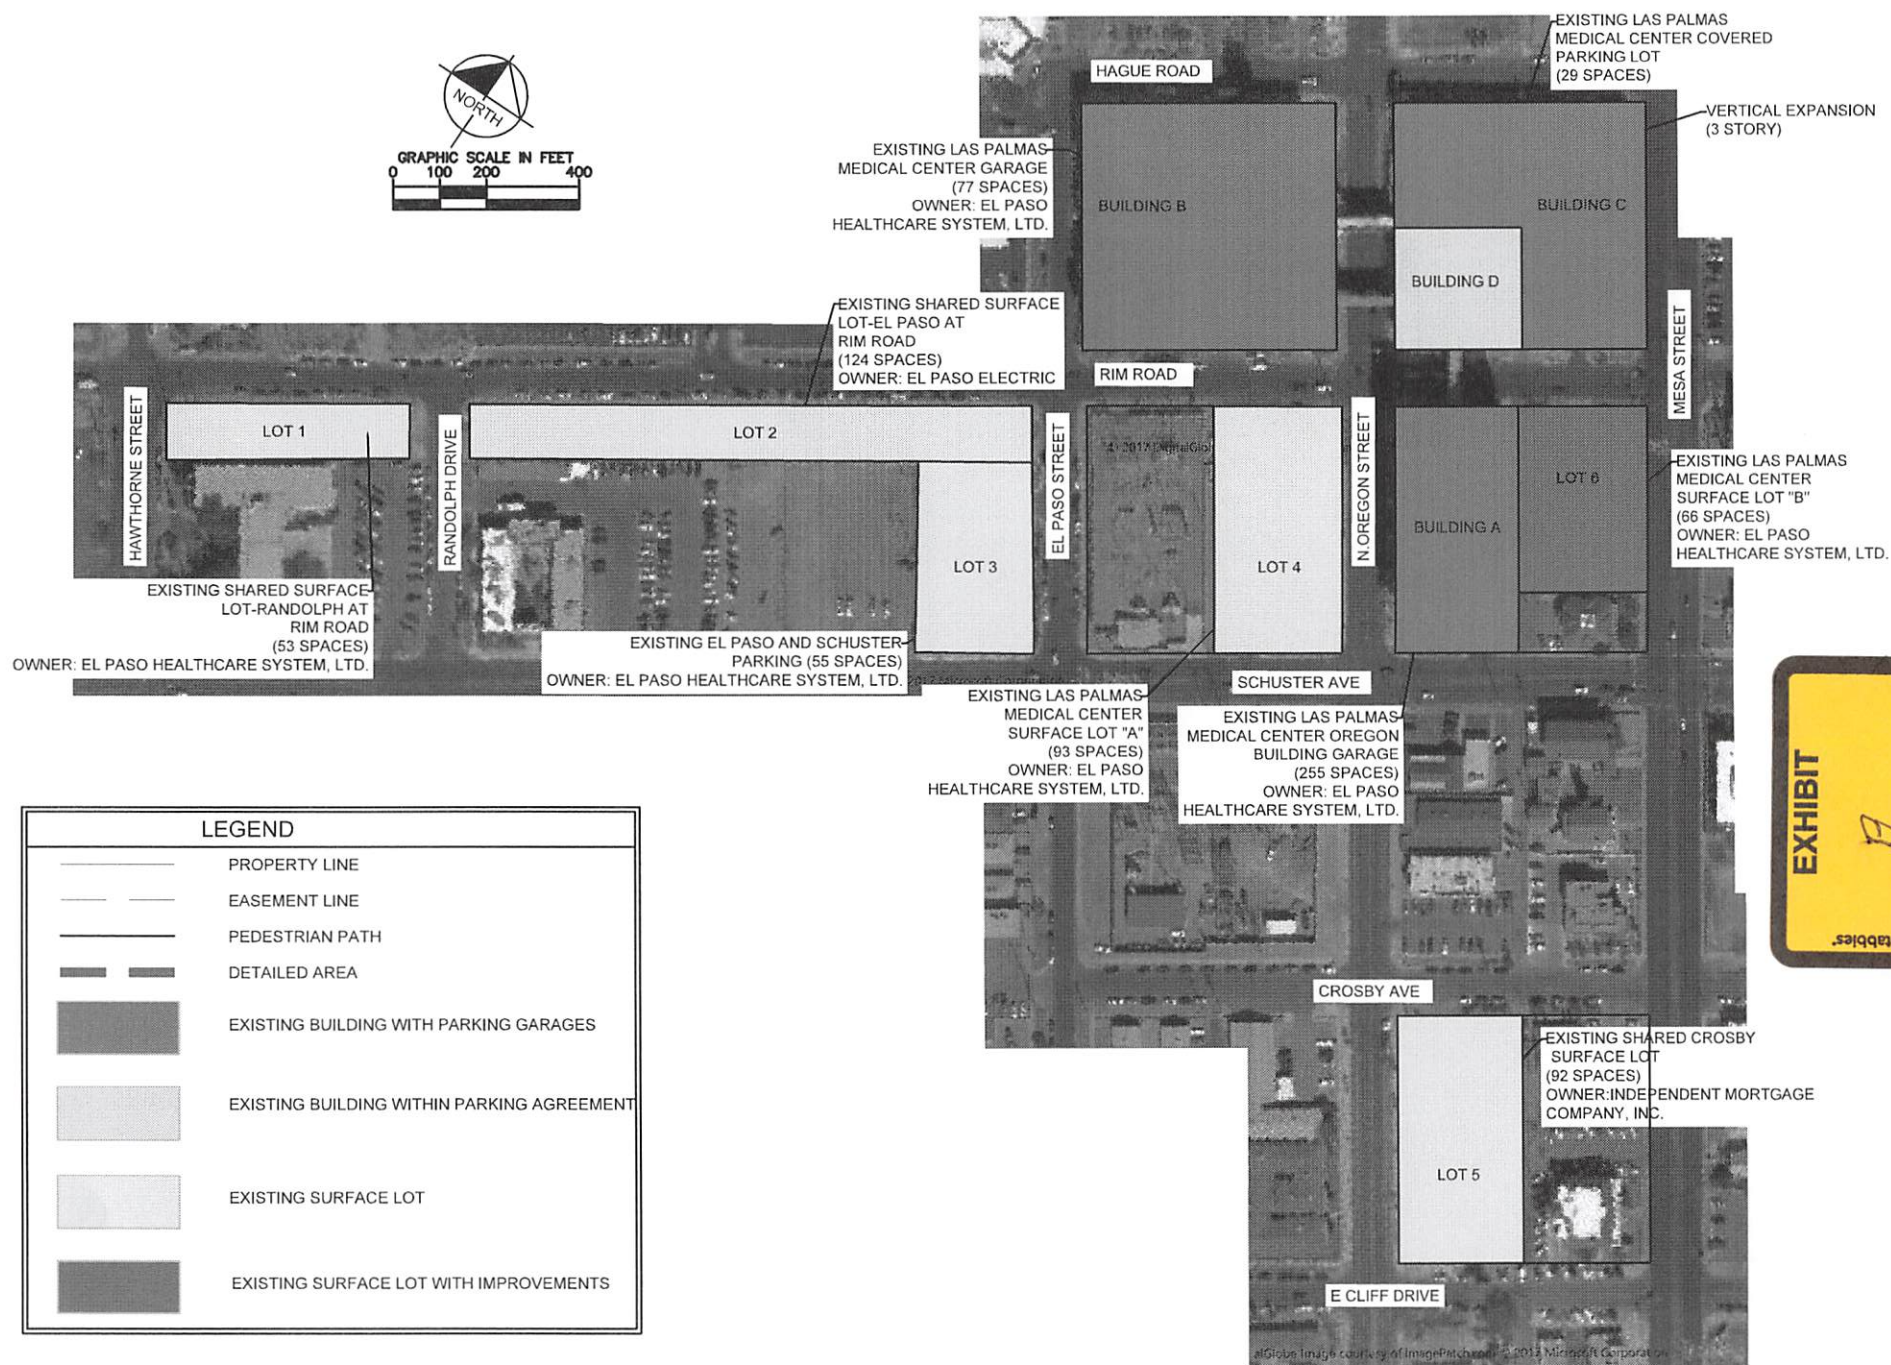 EXISTING LAS PALMAS
MEDICAL CENTER COVERED
PARKING LOT
(29 SPACES)
HAGUE ROAD
NORTH
GRAPHIC SCALE IN FEET
0 100 200 400
VERTICAL EXPANSION
(3 STORY)
EXISTING LAS PALMAS
MEDICAL CENTER GARAGE
(77 SPACES)
OWNER: EL PASO
HEALTHCARE SYSTEM, LTD.
BUILDING B
BUILDING C
BUILDING D
EXISTING SHARED SURFACE
LOT-EL PASO AT
RIM ROAD
(124 SPACES)
OWNER: EL PASO ELECTRIC
RIM ROAD
MESA STREET
HAWTHORNE STREET
LOT 1
RANDOLPH DRIVE
LOT 2
EL PASO STREET
N.OREGON STREET
LOT 3
LOT 4
BUILDING A
LOT 6
EXISTING LAS PALMAS
MEDICAL CENTER
SURFACE LOT "B"
(66 SPACES)
OWNER: EL PASO
HEALTHCARE SYSTEM, LTD.
EXISTING SHARED SURFACE
LOT-RANDOLPH AT
RIM ROAD
(53 SPACES)
OWNER: EL PASO HEALTHCARE SYSTEM, LTD.
EXISTING EL PASO AND SCHUSTER
PARKING (55 SPACES)
OWNER: EL PASO HEALTHCARE SYSTEM, LTD.
SCHUSTER AVE
EXISTING LAS PALMAS
MEDICAL CENTER
SURFACE LOT "A"
(93 SPACES)
OWNER: EL PASO
HEALTHCARE SYSTEM, LTD.
EXISTING LAS PALMAS
MEDICAL CENTER OREGON
BUILDING GARAGE
(255 SPACES)
OWNER: EL PASO
HEALTHCARE SYSTEM, LTD.
EXHIBIT
A
tabbies'
LEGEND
PROPERTY LINE
EASEMENT LINE
PEDESTRIAN PATH
DETAILED AREA
EXISTING BUILDING WITH PARKING GARAGES
EXISTING BUILDING WITHIN PARKING AGREEMENT
EXISTING SURFACE LOT
EXISTING SURFACE LOT WITH IMPROVEMENTS
CROSBY AVE
EXISTING SHARED CROSBY
SURFACE LOT
(92 SPACES)
OWNER:INDEPENDENT MORTGAGE
COMPANY, INC.
LOT 5
E CLIFF DRIVE
alGlobe Image courtesy of ImagePatch.com © 2012 Microsoft Corporation